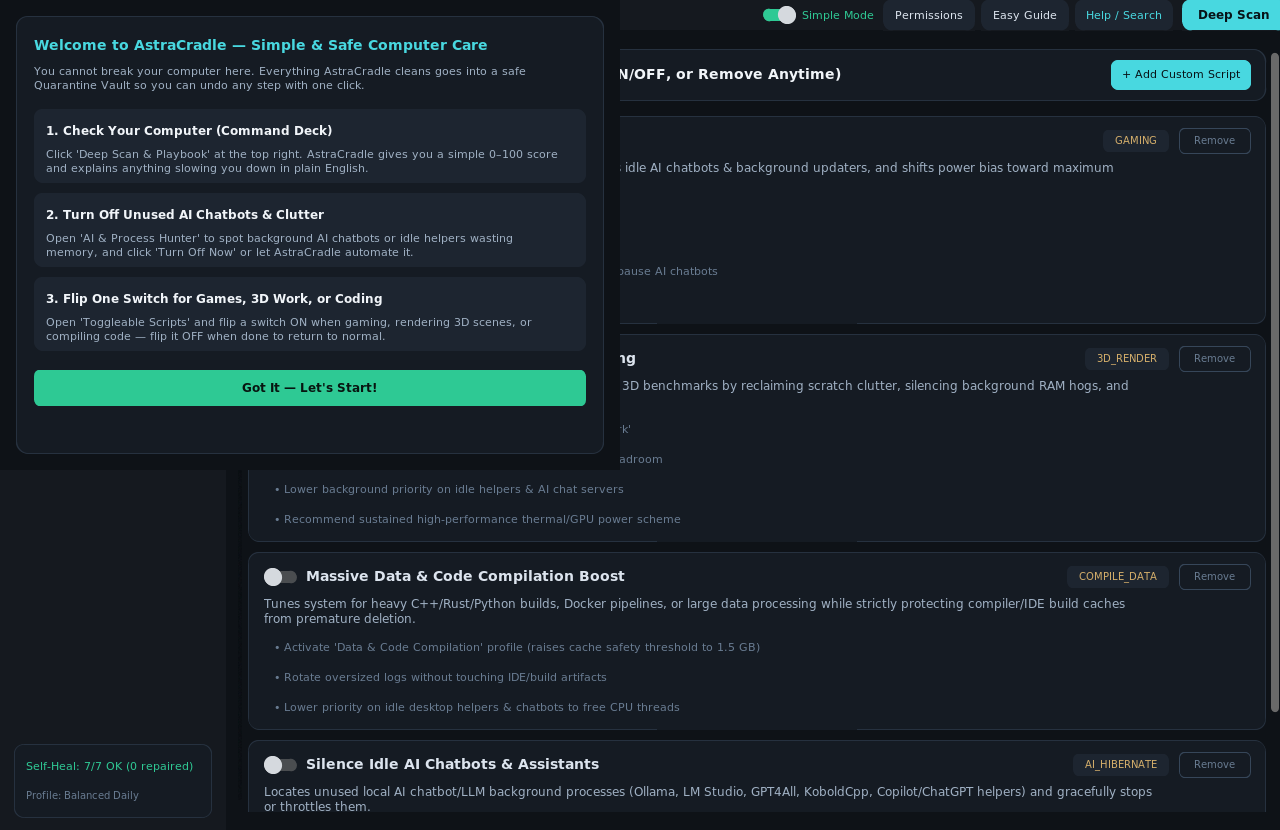 Welcome to AstraCradle — Simple & Safe Computer Care
You cannot break your computer here. Everything AstraCradle cleans goes into a safe
Quarantine Vault so you can undo any step with one click.
1. Check Your Computer (Command Deck)
Click 'Deep Scan & Playbook' at the top right. AstraCradle gives you a simple 0–100 score
and explains anything slowing you down in plain English.
2. Turn Off Unused AI Chatbots & Clutter
Open 'AI & Process Hunter' to spot background AI chatbots or idle helpers wasting
memory, and click 'Turn Off Now' or let AstraCradle automate it.
3. Flip One Switch for Games, 3D Work, or Coding
Open 'Toggleable Scripts' and flip a switch ON when gaming, rendering 3D scenes, or
compiling code — flip it OFF when done to return to normal.
Got It — Let's Start!
Simple Mode
Permissions
Easy Guide
Help / Search
Deep Scan
N/OFF, or Remove Anytime)
+ Add Custom Script
GAMING
Remove
idle AI chatbots & background updaters, and shifts power bias toward maximum
pause AI chatbots
ng
3D_RENDER
Remove
3D benchmarks by reclaiming scratch clutter, silencing background RAM hogs, and
rk'
adroom
• Lower background priority on idle helpers & AI chat servers
• Recommend sustained high-performance thermal/GPU power scheme
Massive Data & Code Compilation Boost
COMPILE_DATA
Remove
Tunes system for heavy C++/Rust/Python builds, Docker pipelines, or large data processing while strictly protecting compiler/IDE build caches
from premature deletion.
• Activate 'Data & Code Compilation' profile (raises cache safety threshold to 1.5 GB)
• Rotate oversized logs without touching IDE/build artifacts
• Lower priority on idle desktop helpers & chatbots to free CPU threads
Silence Idle AI Chatbots & Assistants
AI_HIBERNATE
Remove
Locates unused local AI chatbot/LLM background processes (Ollama, LM Studio, GPT4All, KoboldCpp, Copilot/ChatGPT helpers) and gracefully stops
or throttles them.
Self-Heal: 7/7 OK (0 repaired)
Profile: Balanced Daily